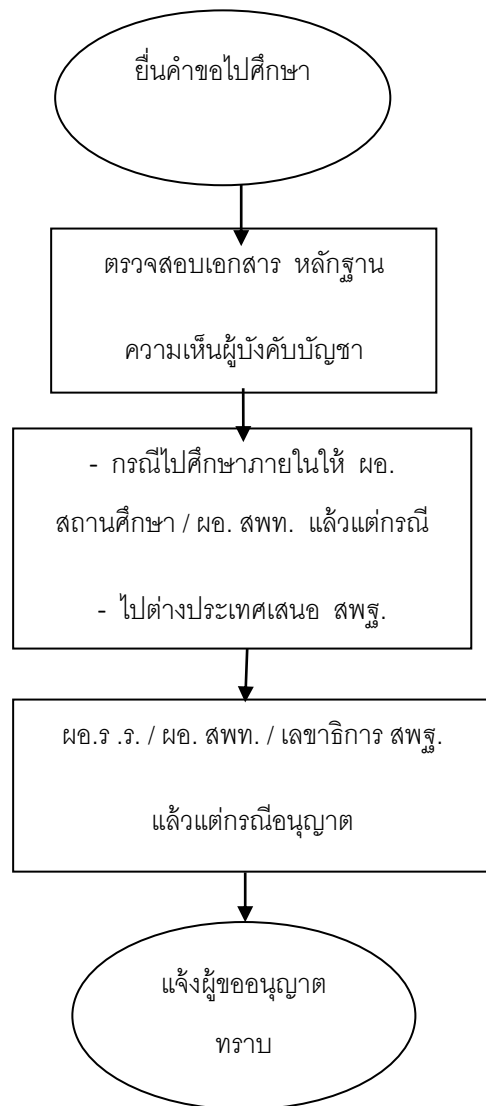 ยื่นคำขอไปศึกษา
ตรวจสอบเอกสาร หลักฐาน
ความเห็นผู้บังคับบัญชา
- กรณีไปศึกษาภายในให้ ผอ.
สถานศึกษา / ผอ. สพท. แล้วแต่กรณี
- ไปต่างประเทศเสนอ สพฐ.
ผอ.ร .ร. / ผอ. สพท. / เลขาธิการ สพฐ.
แล้วแต่กรณีอนุญาต
แจ้งผู้ขออนุญาต
ทราบ